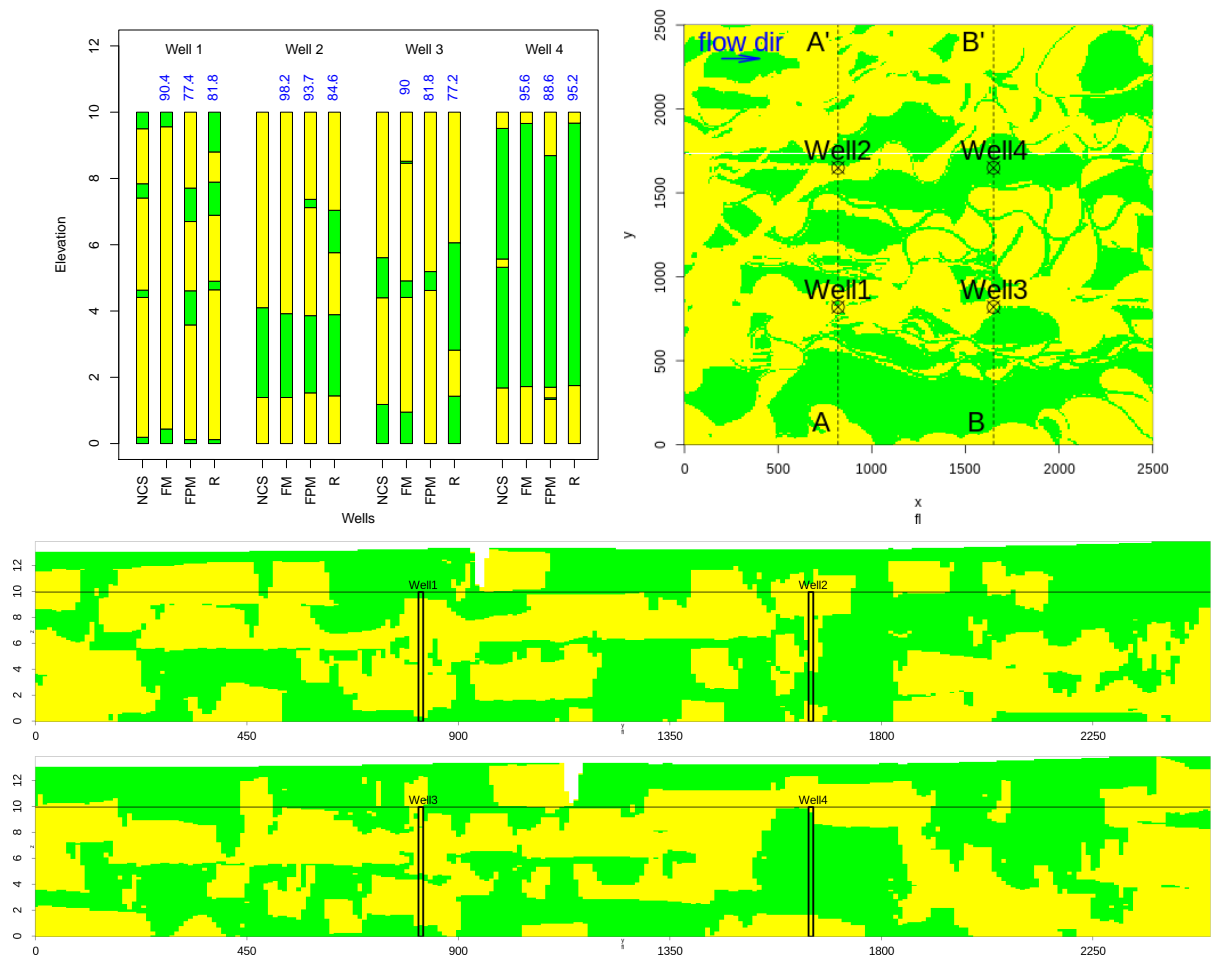 Well 1 Well 2 Well 3 Well 4
90.4 77.4 81.8 98.2 93.7 84.6 90 81.8 77.2 95.6 88.6 95.2
12
10
8
6
4
2
0
Elevation
NCS FM FPM R NCS FM FPM R NCS FM FPM R NCS FM FPM R
Wells
flow dir A' B'
Well2 Well4
Well1 Well3
A B
2500
2000
1500
1000
500
0
y
0 500 1000 1500 2000 2500
x
fl
Well1 Well2
12
10
8
6
4
2
0
z
0 450 900 1350 1800 2250
y
fl
Well3 Well4
12
10
8
6
4
2
0
z
0 450 900 1350 1800 2250
y
fl